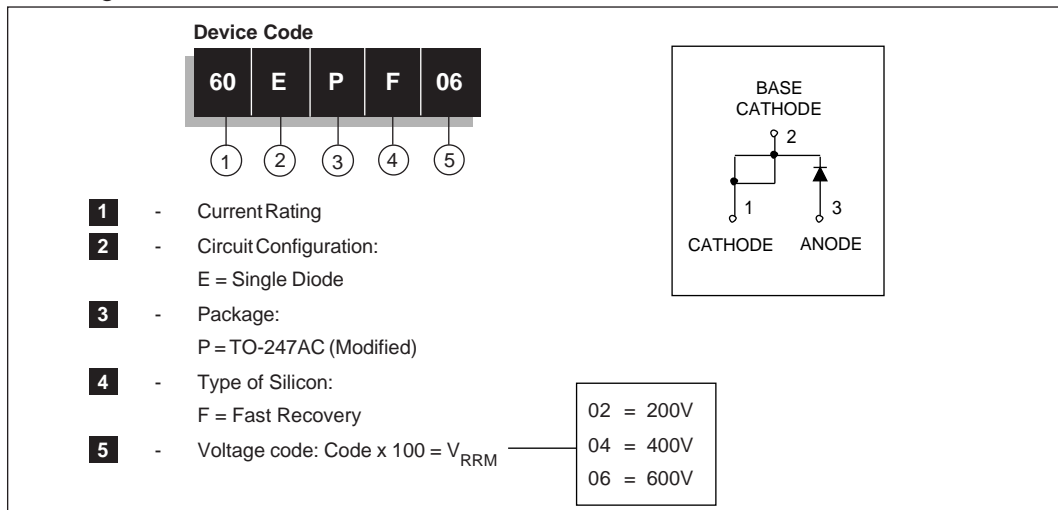 Device Code
60 E P F 06
1 2 3 4 5
1 - Current Rating
2 - Circuit Configuration:
E = Single Diode
3 - Package:
P = TO-247AC (Modified)
4 - Type of Silicon:
F = Fast Recovery
5 - Voltage code: Code x 100 = VRRM
02 = 200V
04 = 400V
06 = 600V
BASE
CATHODE
2
1 3
CATHODE ANODE